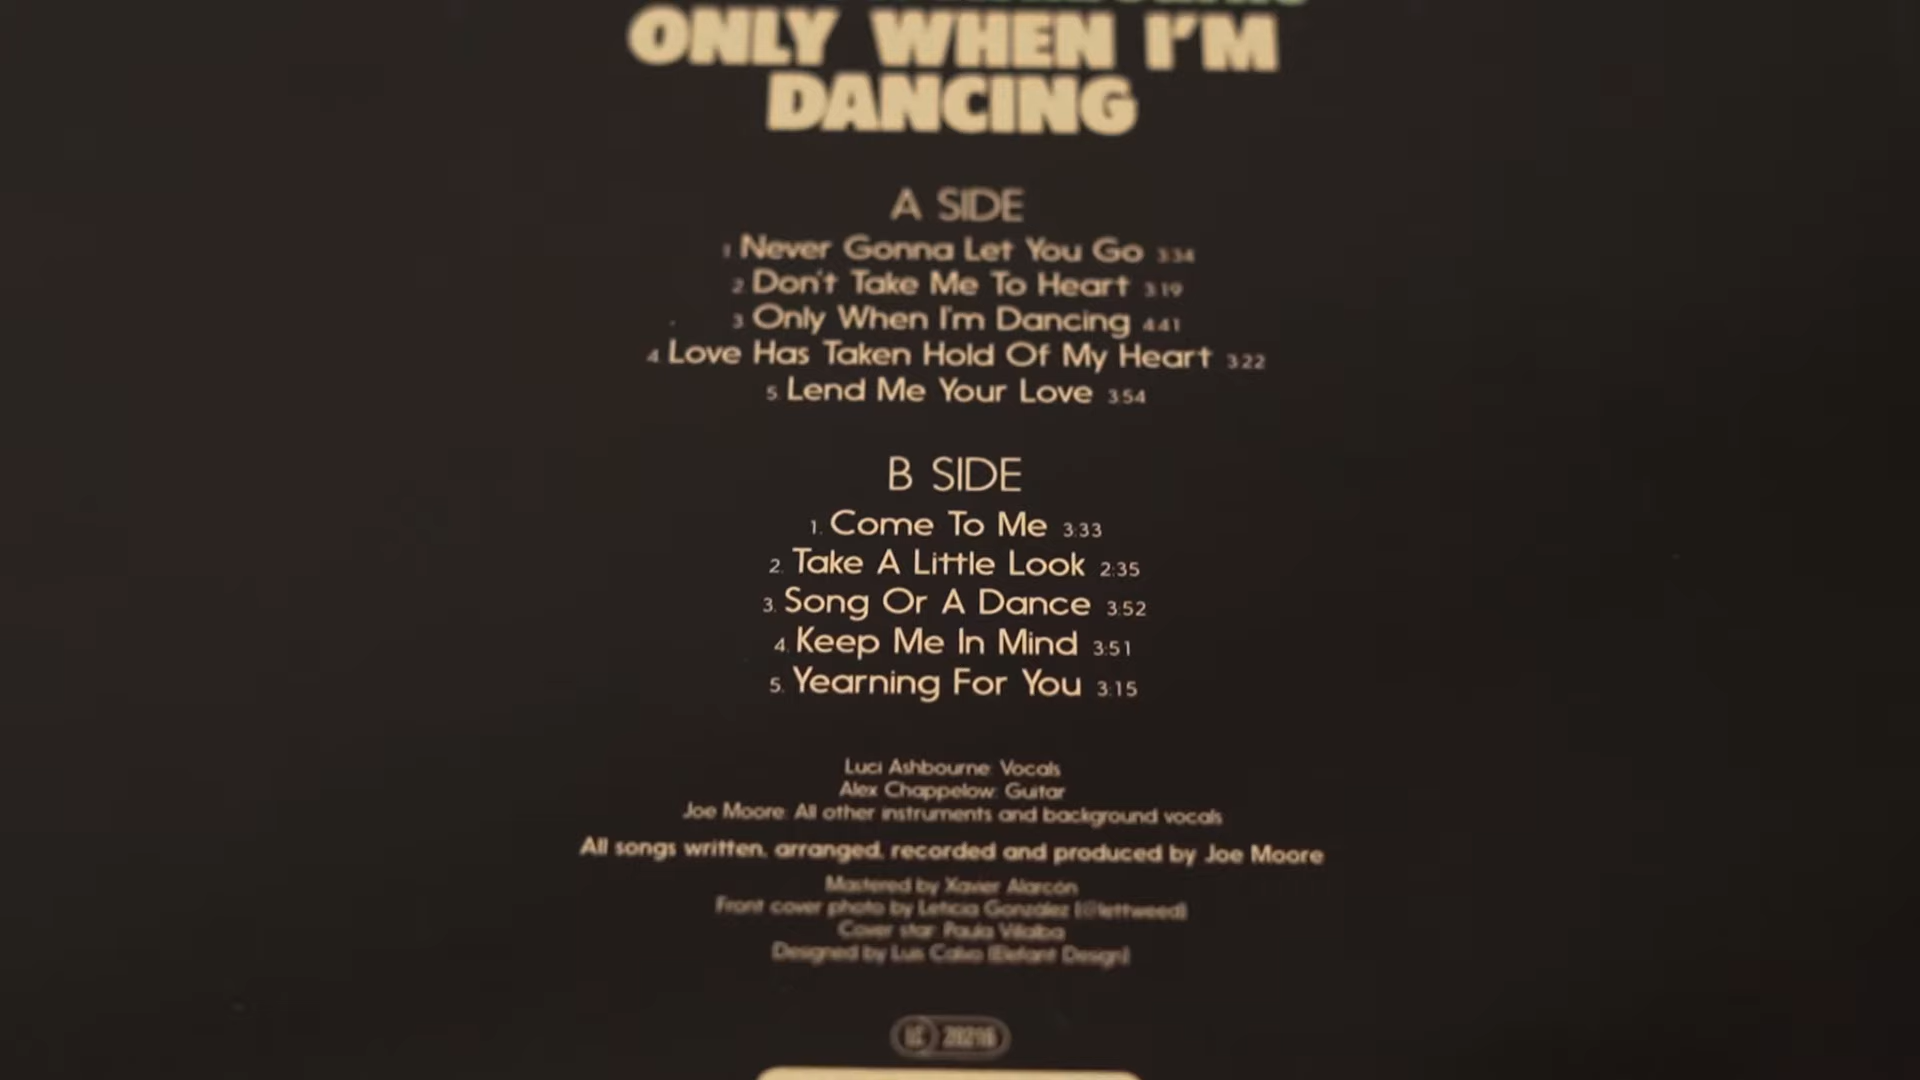 ONLY WHEN I'M
DANCING
A SIDE
1 Never Gonna Let You Go 3:34
2. Don't Take Me To Heart 3:19
3. Only When I'm Dancing 4:41
4. Love Has Taken Hold Of My Heart 3:22
5. Lend Me Your Love 3:54
B SIDE
1. Come To Me 3:33
2. Take A Little Look 2:35
3. Song Or A Dance 3:52
4. Keep Me In Mind 3:51
5. Yearning For You 3:15
Luci Ashbourne: Vocals
Alex Chappelow: Guitar
Joe Moore: All other instruments and background vocals
All songs written, arranged, recorded and produced by Joe Moore
Mastered by Xavier Alarcón
Front cover photo by Leticia González (@lettweed)
Cover star: Paula Villalba
Designed by Luis Calvo (Elefant Design)
LC